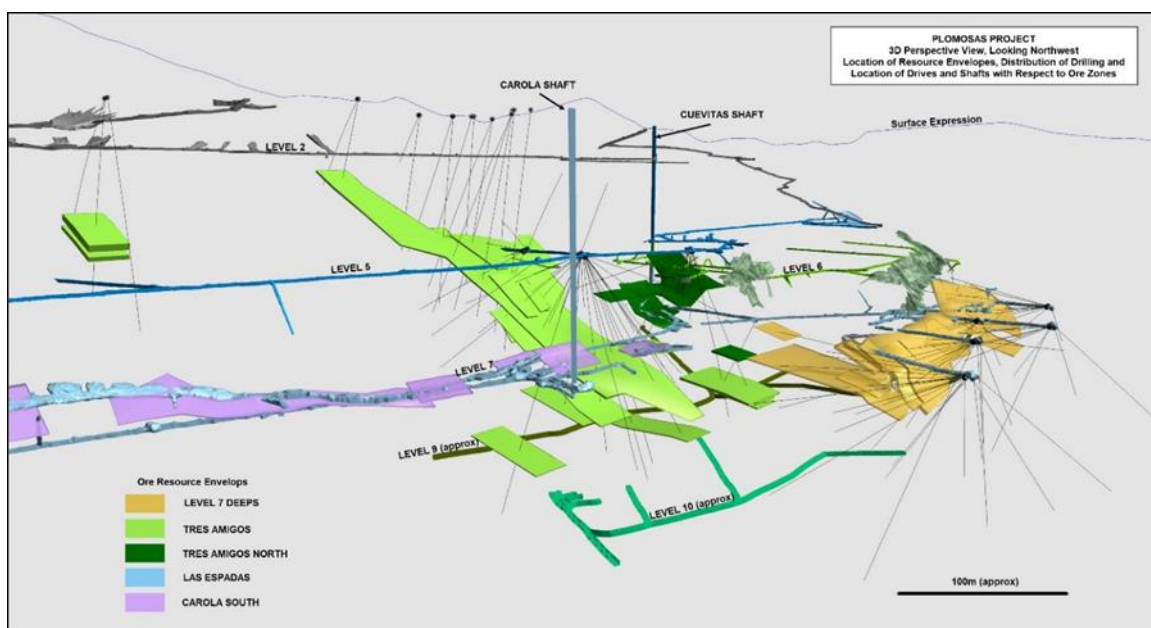 PLOMOSAS PROJECT
3D Perspective View, Looking Northwest
Location of Resource Envelopes, Distribution of Drilling and
Location of Drives and Shafts with Respect to Ore Zones
CAROLA SHAFT
CUEVITAS SHAFT
Surface Expression
LEVEL 2
LEVEL 5
LEVEL 6
LEVEL 7
LEVEL 9 (approx)
LEVEL 10 (approx)
Ore Resource Envelops
LEVEL 7 DEEPS
TRES AMIGOS
TRES AMIGOS NORTH
LAS ESPADAS
CAROLA SOUTH
100m (approx)